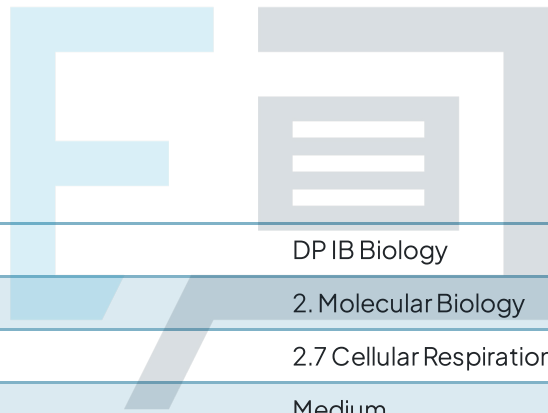 DP IB Biology
2. Molecular Biology
2.7 Cellular Respiration
Medium